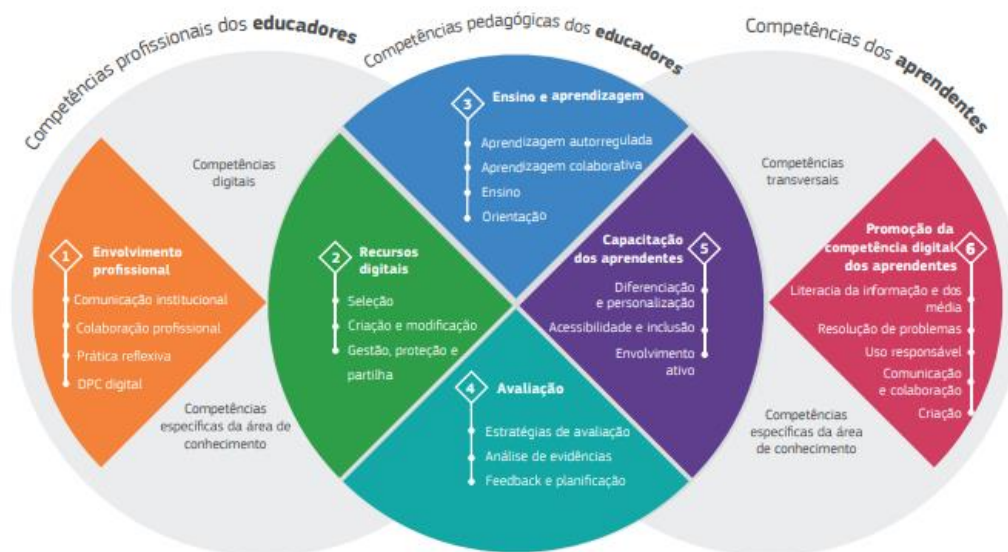 Competências profissionais dos educadores
Competências pedagógicas dos educadores
Competências dos aprendentes
Competências
digitais
Competências
específicas da área de
conhecimento
1
Envolvimento
profissional
Comunicação institucional
Colaboração profissional
Prática reflexiva
DPC digital
2
Recursos
digitais
Seleção
Criação e modificação
Gestão, proteção e
partilha
3
Ensino e aprendizagem
Aprendizagem autorregulada
Aprendizagem colaborativa
Ensino
Orientação
4
Avaliação
Estratégias de avaliação
Análise de evidências
Feedback e planificação
5
Capacitação
dos aprendentes
Diferenciação
e personalização
Acessibilidade e inclusão
Envolvimento
ativo
Competências
transversais
Competências
específicas da área
de conhecimento
6
Promoção da
competência digital
dos aprendentes
Literacia da informação e dos
média
Resolução de problemas
Uso responsável
Comunicação
e colaboração
Criação